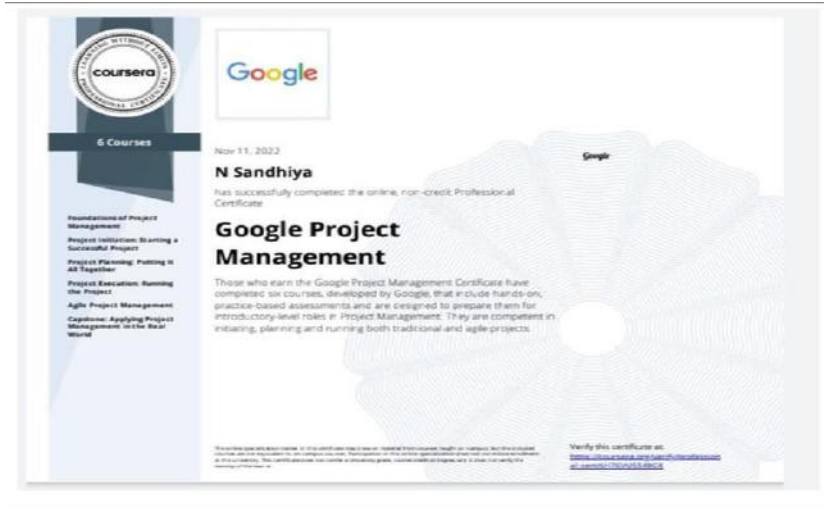 LEARNING WITHOUT LIMITS
coursera
PROFESSIONAL CERTIFICATE
6 Courses
Foundations of Project
Management
Project Initiation: Starting a
Successful Project
Project Planning: Putting It
All Together
Project Execution: Running
the Project
Agile Project Management
Capstone: Applying Project
Management in the Real
World
Google
Nov 11, 2022
N Sandhiya
has successfully completed the online, non-credit Professional
Certificate
Google Project
Management
Those who earn the Google Project Management Certificate have
completed six courses, developed by Google, that include hands-on,
practice-based assessments and are designed to prepare them for
introductory-level roles in Project Management. They are competent in
initiating, planning and running both traditional and agile projects.
Google
Verify this certificate at: